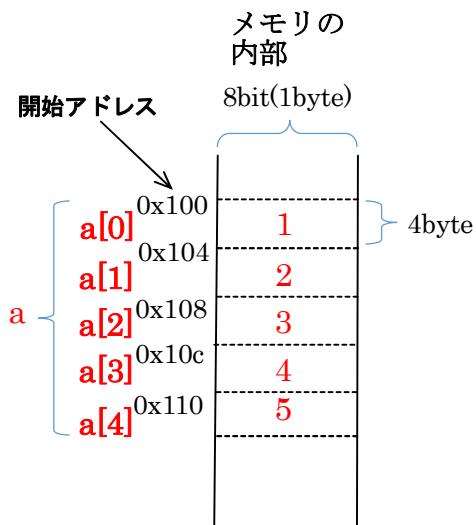 メモリの
内部
8bit(1byte)
開始アドレス
0x100
a[0] 1 4byte
0x104
a[1] 2
0x108
a a[2] 3
0x10c
a[3] 4
0x110
a[4] 5